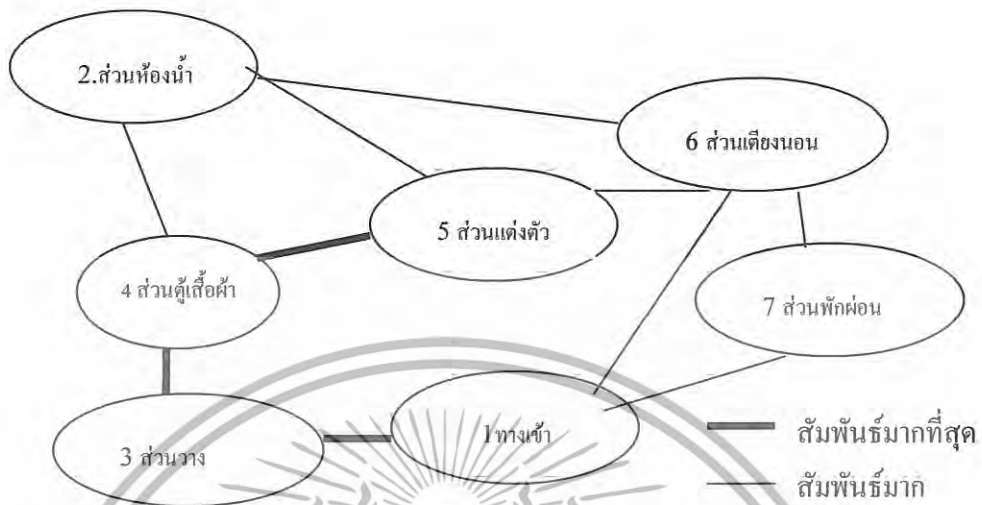 2.ส่วนห้องน้ำ
6 ส่วนเตียงนอน
5 ส่วนแต่งตัว
4 ส่วนตู้เสื้อผ้า
7 ส่วนพักผ่อน
3 ส่วนวาง
1ทางเข้า
สัมพันธ์มากที่สุด
สัมพันธ์มาก